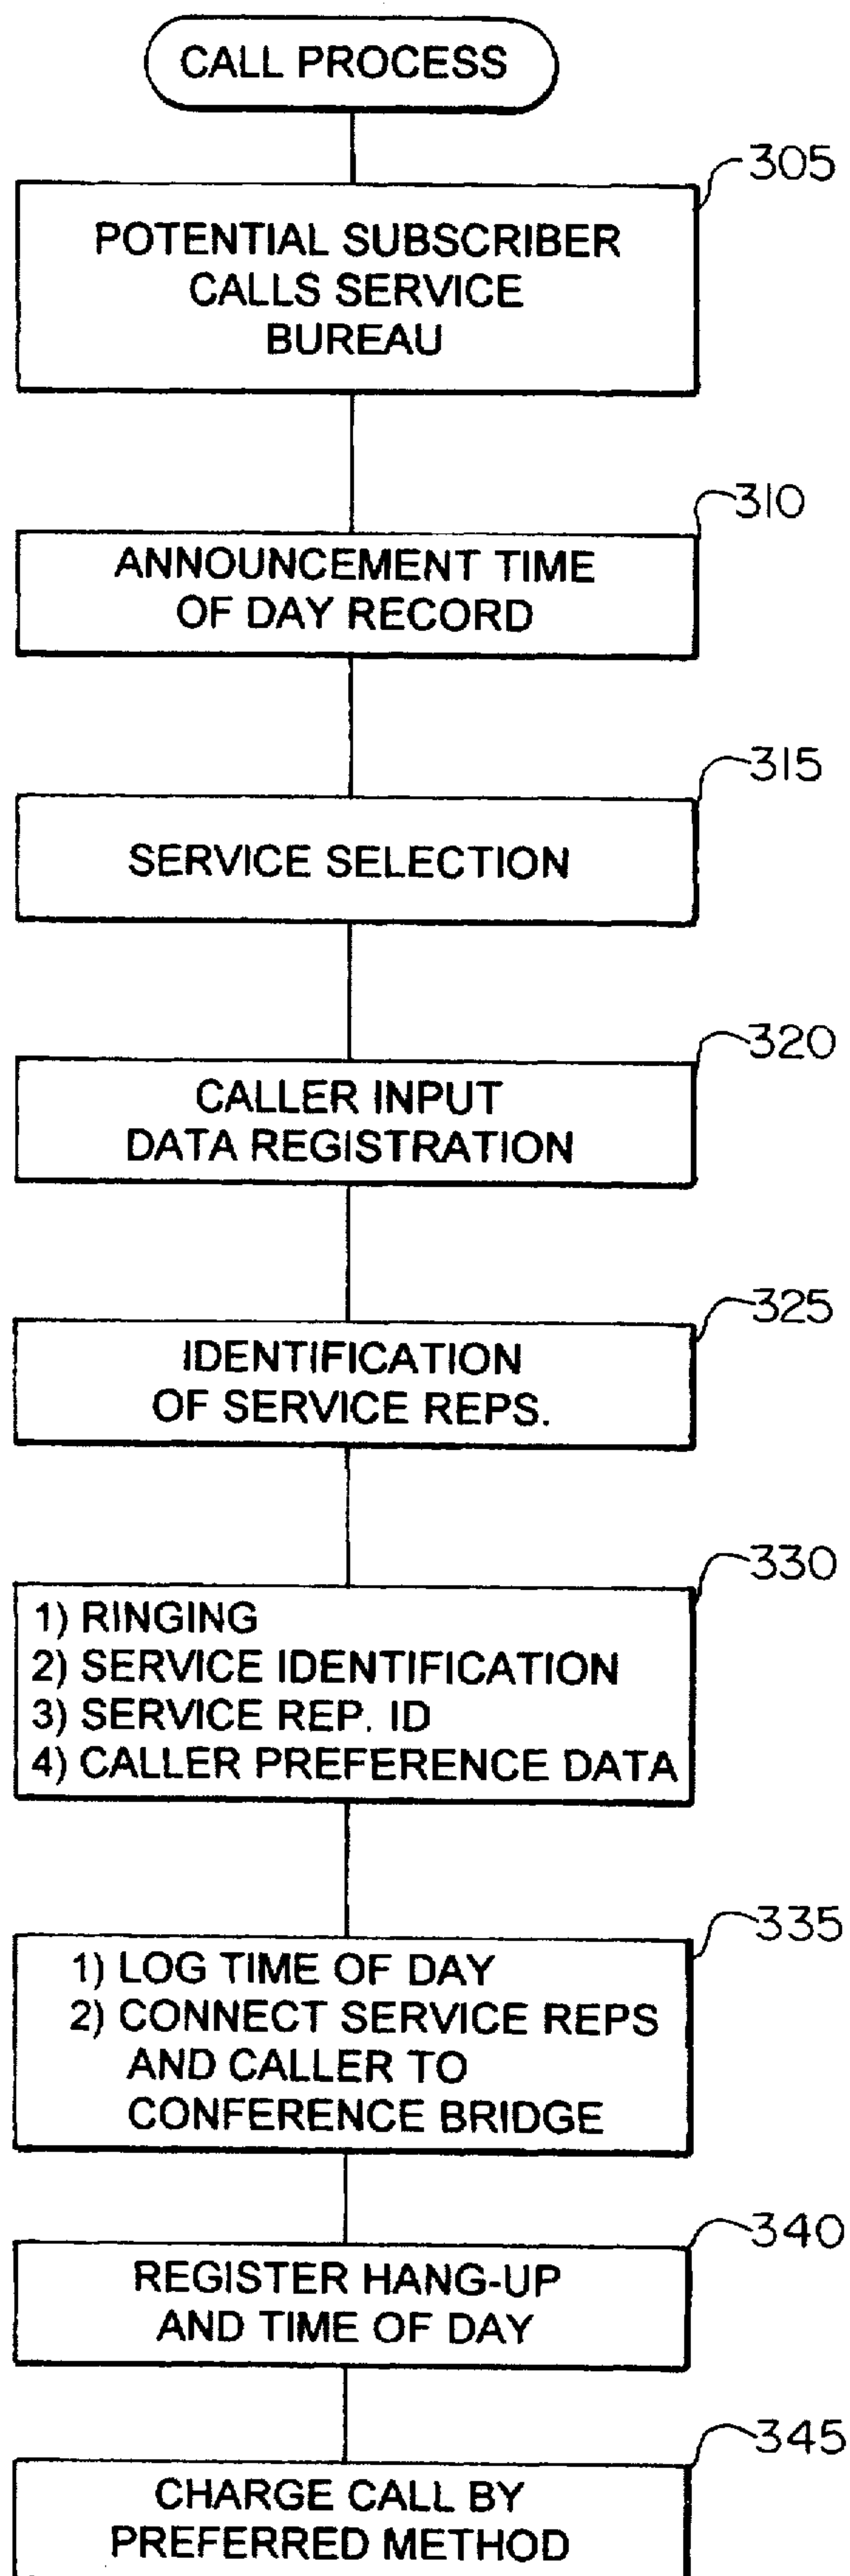 CALL PROCESS
305
POTENTIAL SUBSCRIBER
CALLS SERVICE
BUREAU
310
ANNOUNCEMENT TIME
OF DAY RECORD
315
SERVICE SELECTION
320
CALLER INPUT
DATA REGISTRATION
325
IDENTIFICATION
OF SERVICE REPS.
330
1) RINGING
2) SERVICE IDENTIFICATION
3) SERVICE REP. ID
4) CALLER PREFERENCE DATA
335
1) LOG TIME OF DAY
2) CONNECT SERVICE REPS
AND CALLER TO
CONFERENCE BRIDGE
340
REGISTER HANG-UP
AND TIME OF DAY
345
CHARGE CALL BY
PREFERRED METHOD